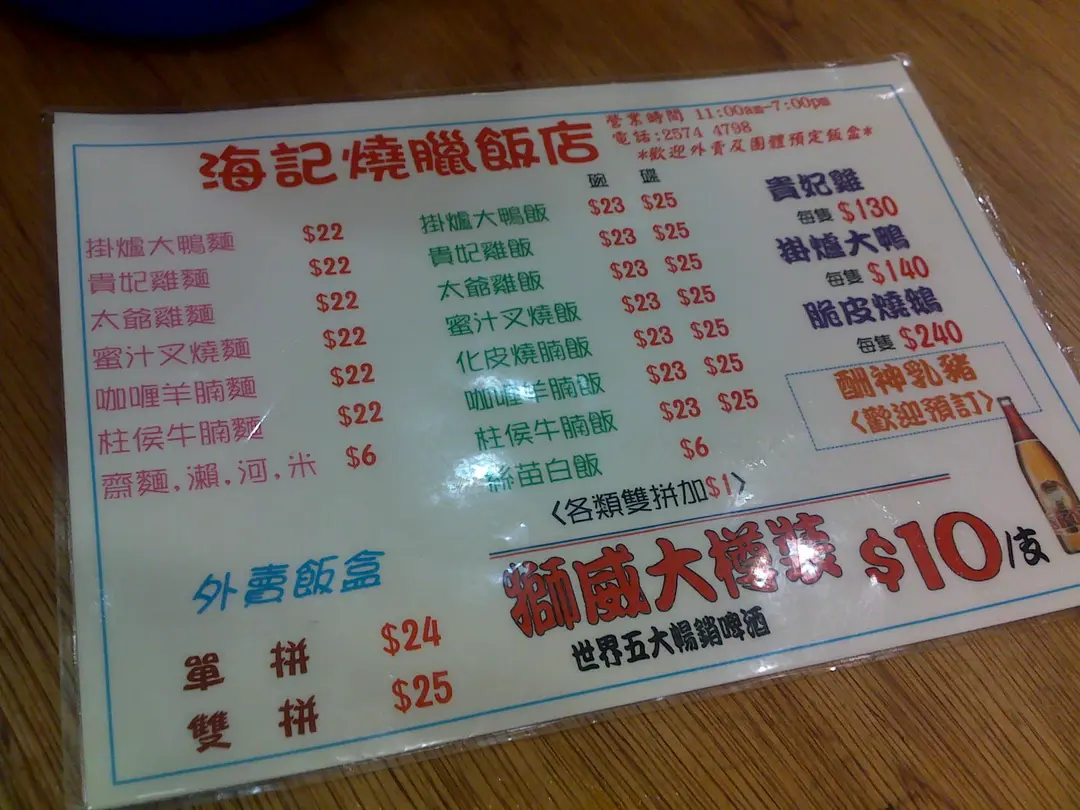 海記燒臘飯店
營業時間 11:00am-7:00pm
電話:2574 4798
*歡迎外賣及團體預定飯盒*
掛爐大鴨麵 $22
貴妃雞麵 $22
太爺雞麵 $22
蜜汁叉燒麵 $22
咖喱羊腩麵 $22
柱侯牛腩麵 $22
齋麵,瀨,河,米 $6
碗 碟
掛爐大鴨飯 $23 $25
貴妃雞飯 $23 $25
太爺雞飯 $23 $25
蜜汁叉燒飯 $23 $25
化皮燒腩飯 $23 $25
咖喱羊腩飯 $23 $25
柱侯牛腩飯 $23 $25
絲苗白飯 $6
〈各類雙拼加$1〉
貴妃雞
每隻 $130
掛爐大鴨
每隻 $140
脆皮燒鵝
每隻 $240
酬神乳豬
〈歡迎預訂〉
外賣飯盒
單 拼 $24
雙 拼 $25
獅威大樽裝 $10/支
世界五大暢銷啤酒